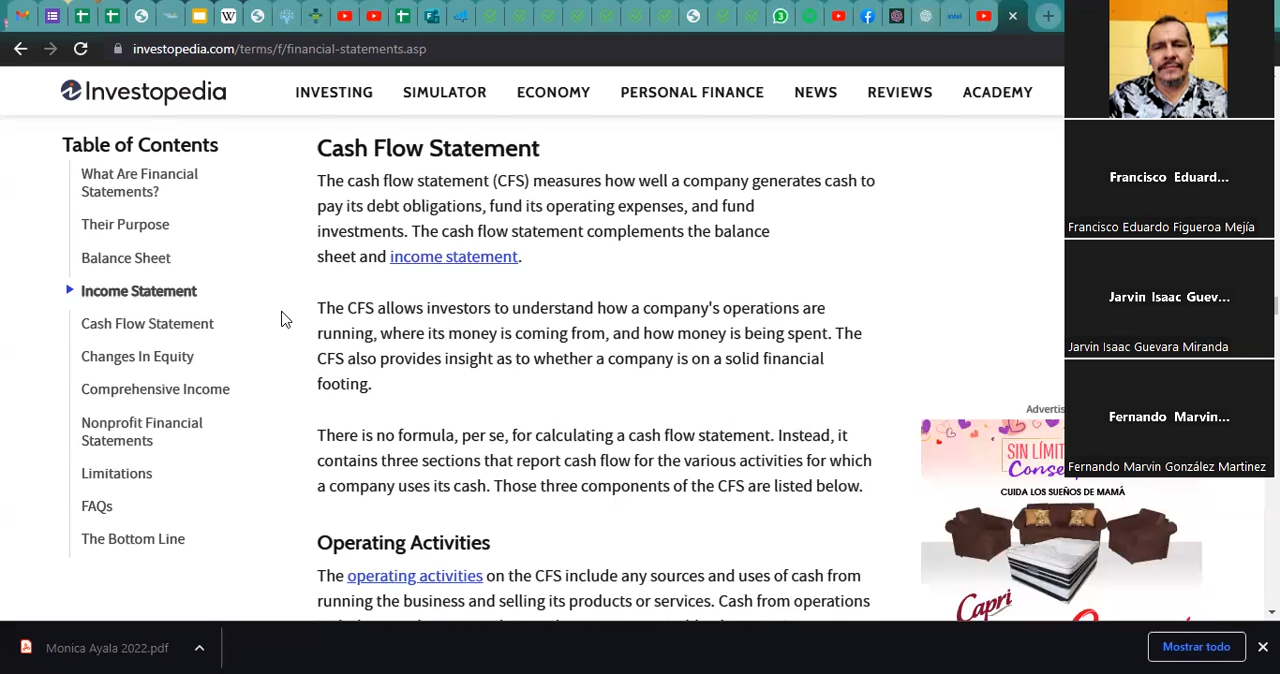 investopedia.com/terms/f/financial-statements.asp
Investopedia
INVESTING SIMULATOR ECONOMY PERSONAL FINANCE NEWS REVIEWS ACADEMY
Table of Contents
What Are Financial
Statements?
Their Purpose
Balance Sheet
Income Statement
Cash Flow Statement
Changes In Equity
Comprehensive Income
Nonprofit Financial
Statements
Limitations
FAQs
The Bottom Line
Cash Flow Statement
The cash flow statement (CFS) measures how well a company generates cash to
pay its debt obligations, fund its operating expenses, and fund
investments. The cash flow statement complements the balance
sheet and income statement.
The CFS allows investors to understand how a company's operations are
running, where its money is coming from, and how money is being spent. The
CFS also provides insight as to whether a company is on a solid financial
footing.
There is no formula, per se, for calculating a cash flow statement. Instead, it
contains three sections that report cash flow for the various activities for which
a company uses its cash. Those three components of the CFS are listed below.
Operating Activities
The operating activities on the CFS include any sources and uses of cash from
running the business and selling its products or services. Cash from operations
Advertis
SIN LÍMIT
Conse
CUIDA LOS SUEÑOS DE MAMÁ
Capri
Francisco Eduard...
Francisco Eduardo Figueroa Mejía
Jarvin Isaac Guev...
Jarvin Isaac Guevara Miranda
Fernando Marvin...
Fernando Marvin González Martinez
Monica Ayala 2022.pdf
Mostrar todo